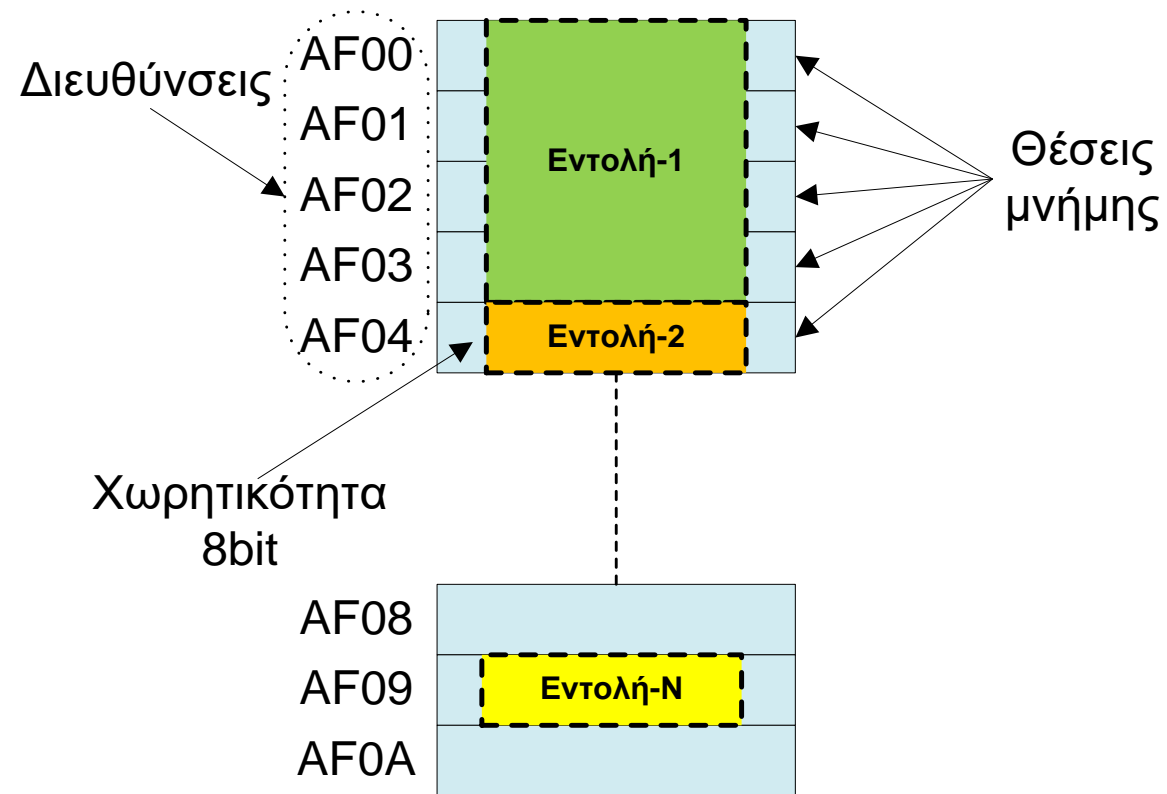 Διευθύνσεις
AF00
AF01
AF02
AF03
AF04
Εντολή-1
Εντολή-2
Θέσεις
μνήμης
Χωρητικότητα
8bit
AF08
AF09
AF0A
Εντολή-N